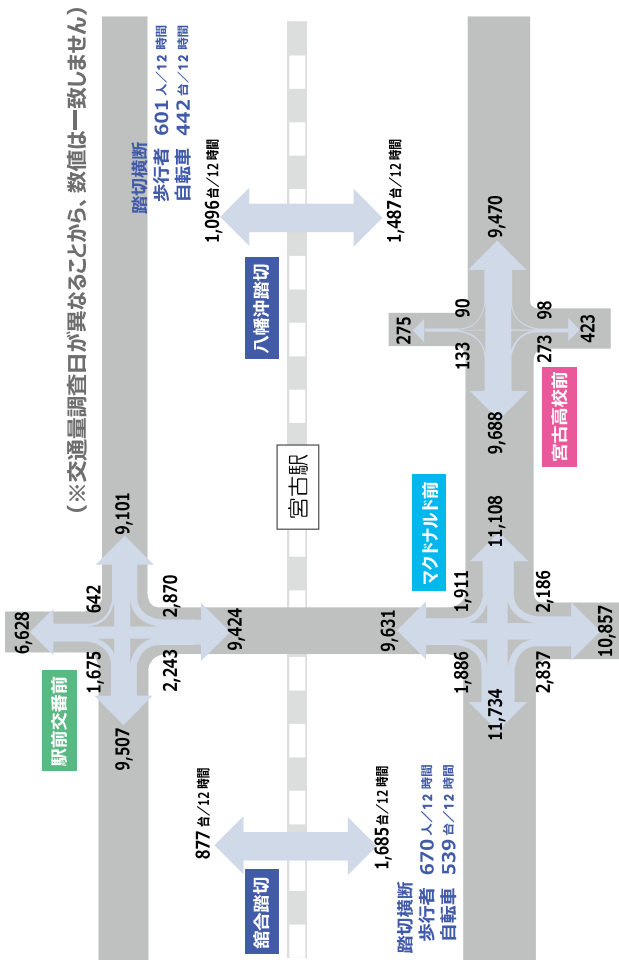 (※交通量調査日が異なることから、数値は一致しません)
6,628
駅前交番前
1,675
642
9,507
9,101
2,243
2,870
9,424
踏切横断
歩行者 601 人/12 時間
自転車 442 台/12 時間
877 台/12 時間
1,096 台/12 時間
舘合踏切
八幡沖踏切
宮古駅
1,685 台/12 時間
1,487 台/12 時間
踏切横断
歩行者 670 人/12 時間
自転車 539 台/12 時間
9,631
マクドナルド前
1,886
1,911
11,734
11,108
2,837
2,186
10,857
275
133
90
9,688
9,470
273
98
423
宮古高校前